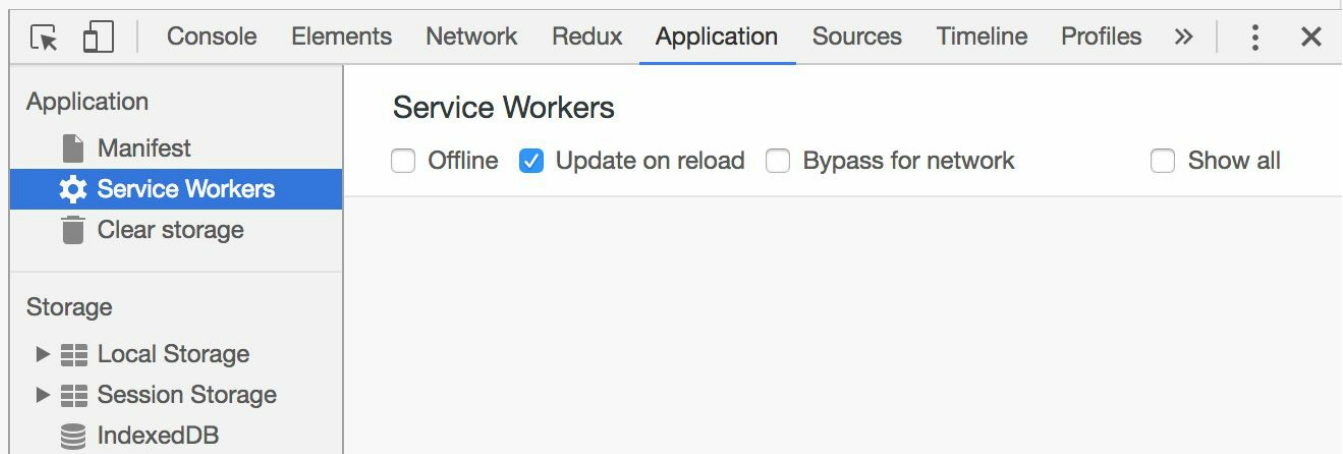 Console Elements Network Redux Application Sources Timeline Profiles »
Application
Manifest
Service Workers
Clear storage
Storage
Local Storage
Session Storage
IndexedDB
Service Workers
Offline Update on reload Bypass for network Show all